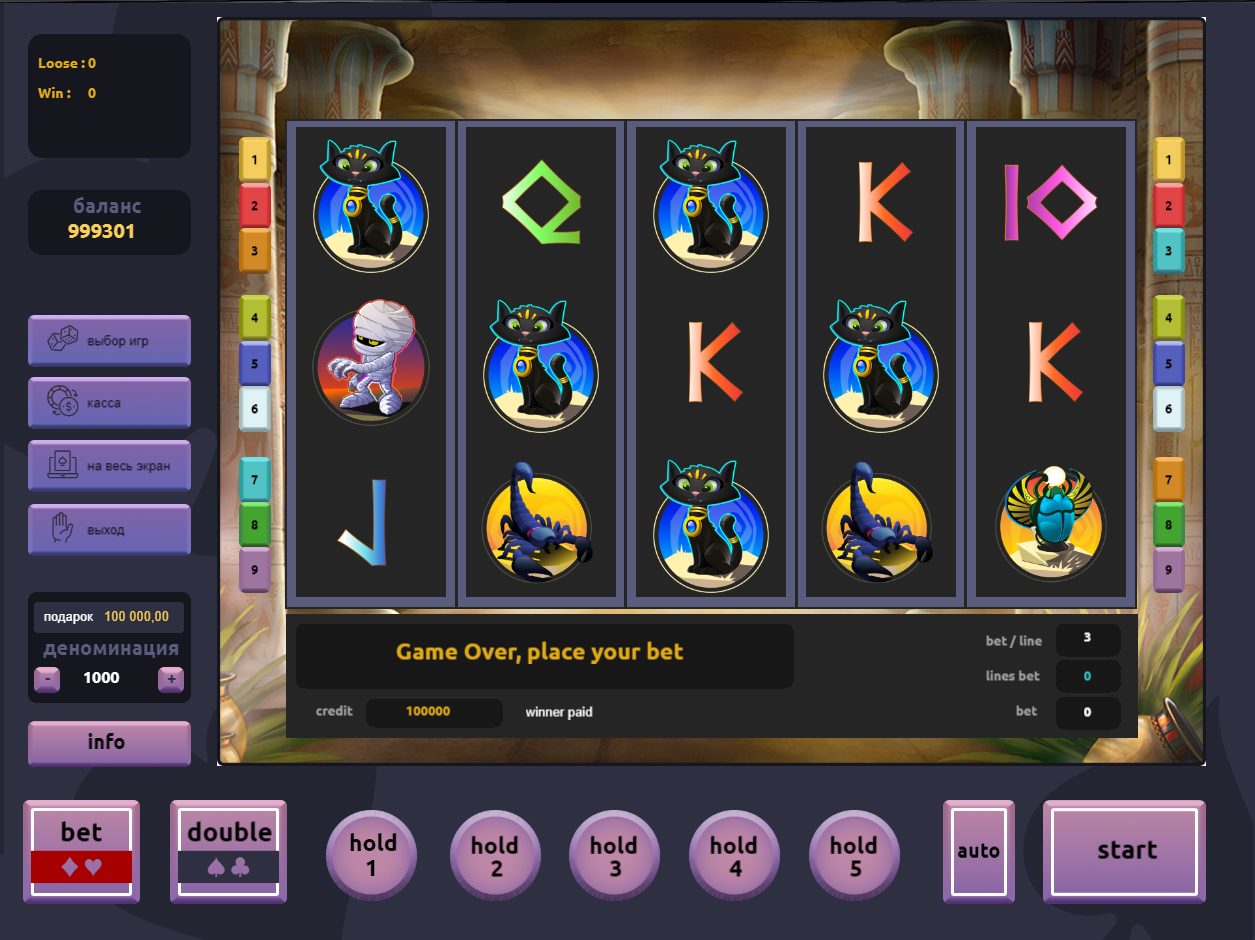 Loose : 0
Win : 0
баланс
999301
выбор игр
касса
на весь экран
выход
подарок 100 000,00
деноминация
- 1000 +
info
1
2
3
4
5
6
7
8
9
Q
K
10
K
K
J
1
2
3
4
5
6
7
8
9
Game Over, place your bet
credit 100000 winner paid
bet / line 3
lines bet 0
bet 0
bet
double
hold
1
hold
2
hold
3
hold
4
hold
5
auto
start